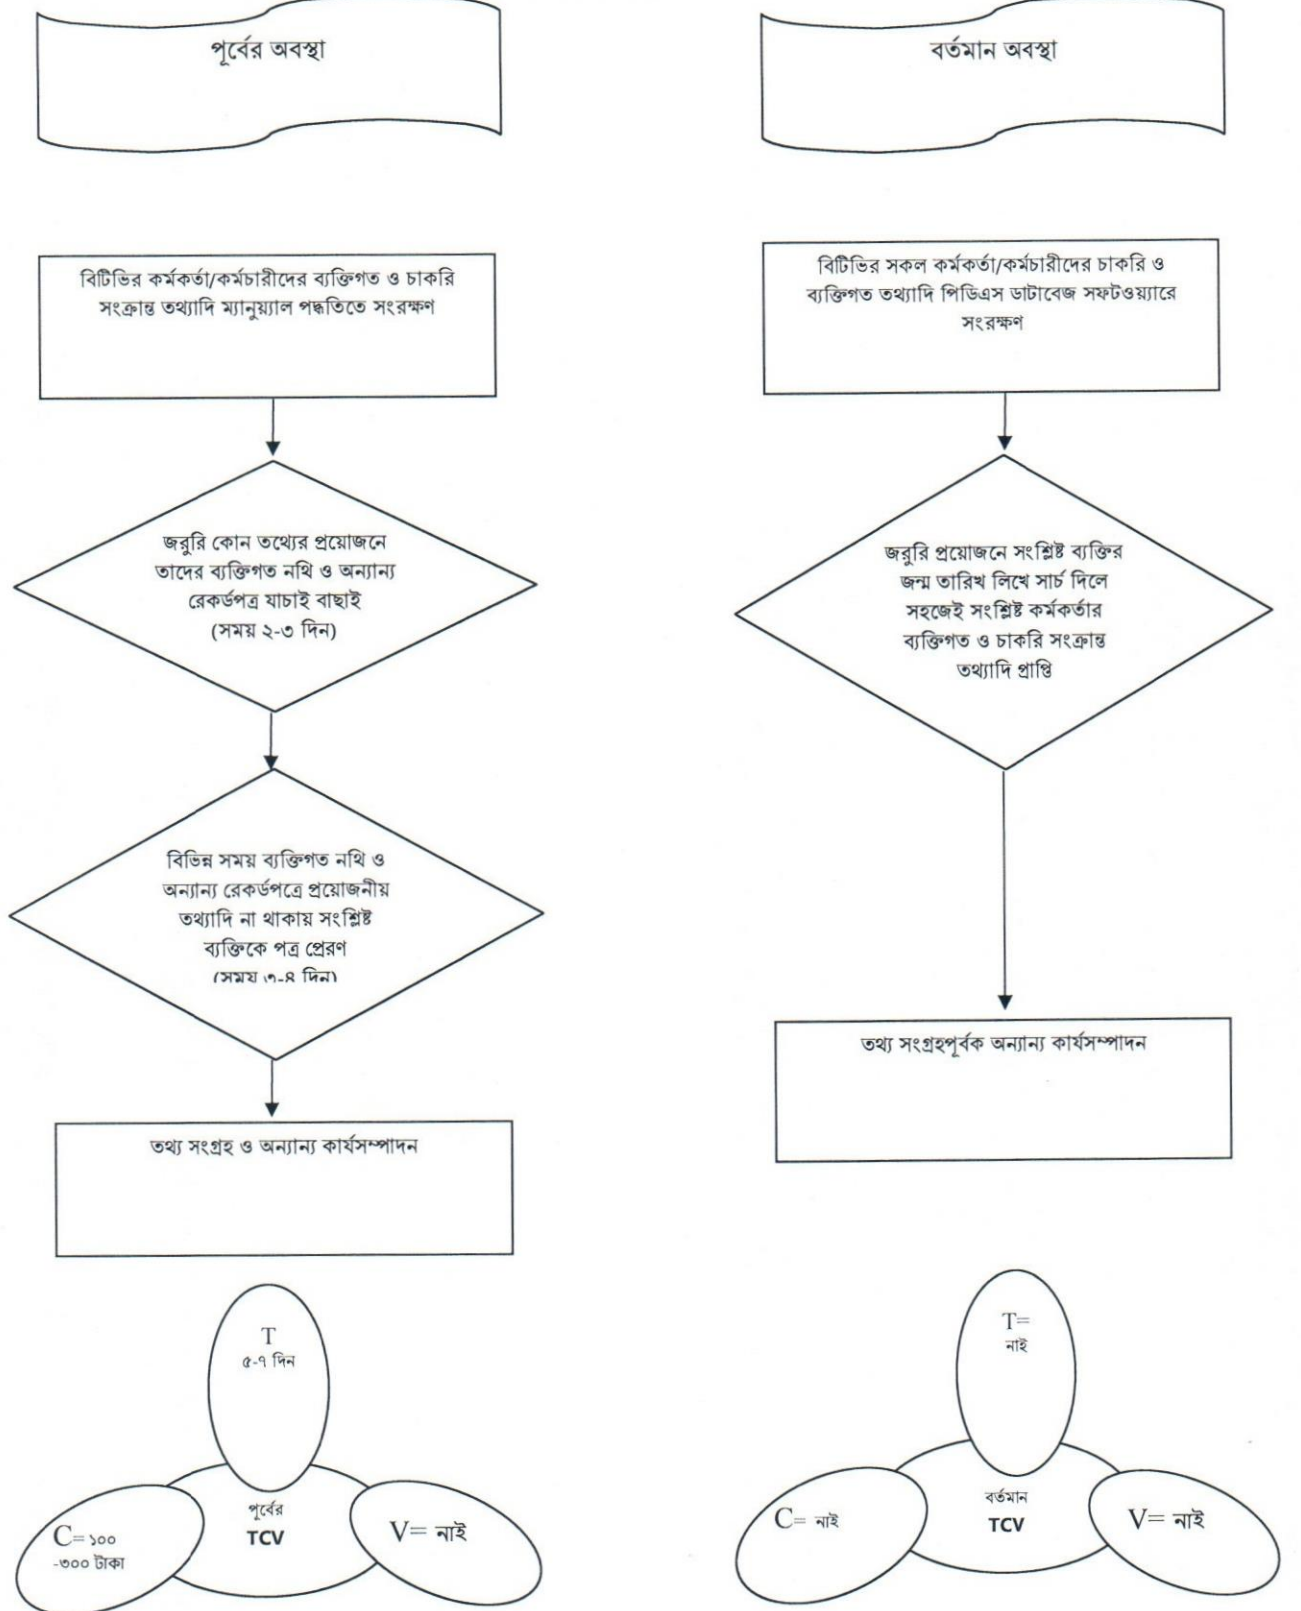 পূর্বের অবস্থা
বিটিভির কর্মকর্তা/কর্মচারীদের ব্যক্তিগত ও চাকরি
সংক্রান্ত তথ্যাদি ম্যানুয়্যাল পদ্ধতিতে সংরক্ষণ
জরুরি কোন তথ্যের প্রয়োজনে
তাদের ব্যক্তিগত নথি ও অন্যান্য
রেকর্ডপত্র যাচাই বাছাই
(সময় ২-৩ দিন)
বিভিন্ন সময় ব্যক্তিগত নথি ও
অন্যান্য রেকর্ডপত্রে প্রয়োজনীয়
তথ্যাদি না থাকায় সংশ্লিষ্ট
ব্যক্তিকে পত্র প্রেরণ
(সময় ৩-৪ দিন)
তথ্য সংগ্রহ ও অন্যান্য কার্যসম্পাদন
T
৫-৭ দিন
পূর্বের
TCV
C= ১০০
-৩০০ টাকা
V= নাই
বর্তমান অবস্থা
বিটিভির সকল কর্মকর্তা/কর্মচারীদের চাকরি ও
ব্যক্তিগত তথ্যাদি পিডিএস ডাটাবেজ সফটওয়্যারে
সংরক্ষণ
জরুরি প্রয়োজনে সংশ্লিষ্ট ব্যক্তির
জন্ম তারিখ লিখে সার্চ দিলে
সহজেই সংশ্লিষ্ট কর্মকর্তার
ব্যক্তিগত ও চাকরি সংক্রান্ত
তথ্যাদি প্রাপ্তি
তথ্য সংগ্রহপূর্বক অন্যান্য কার্যসম্পাদন
T=
নাই
বর্তমান
TCV
C= নাই
V= নাই